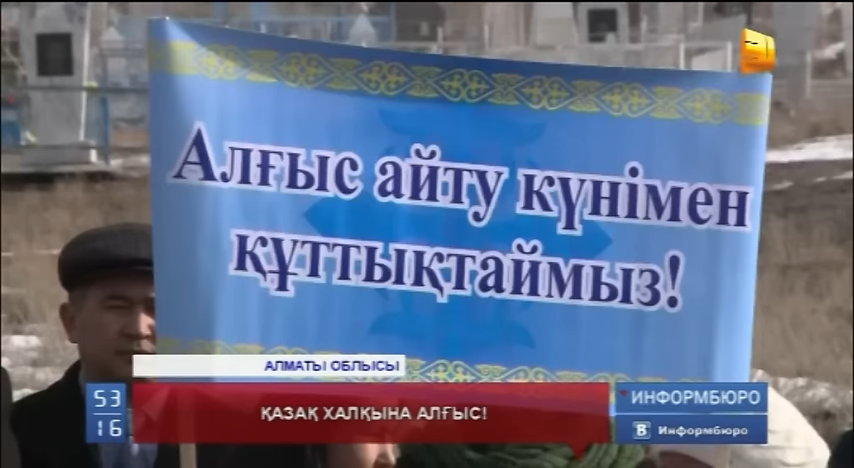 Алғыс айту күнімен
құттықтаймыз!
АЛМАТЫ ОБЛЫСЫ
ҚАЗАҚ ХАЛҚЫНА АЛҒЫС!
53
16
ИНФОРМБЮРО
В Информбюро